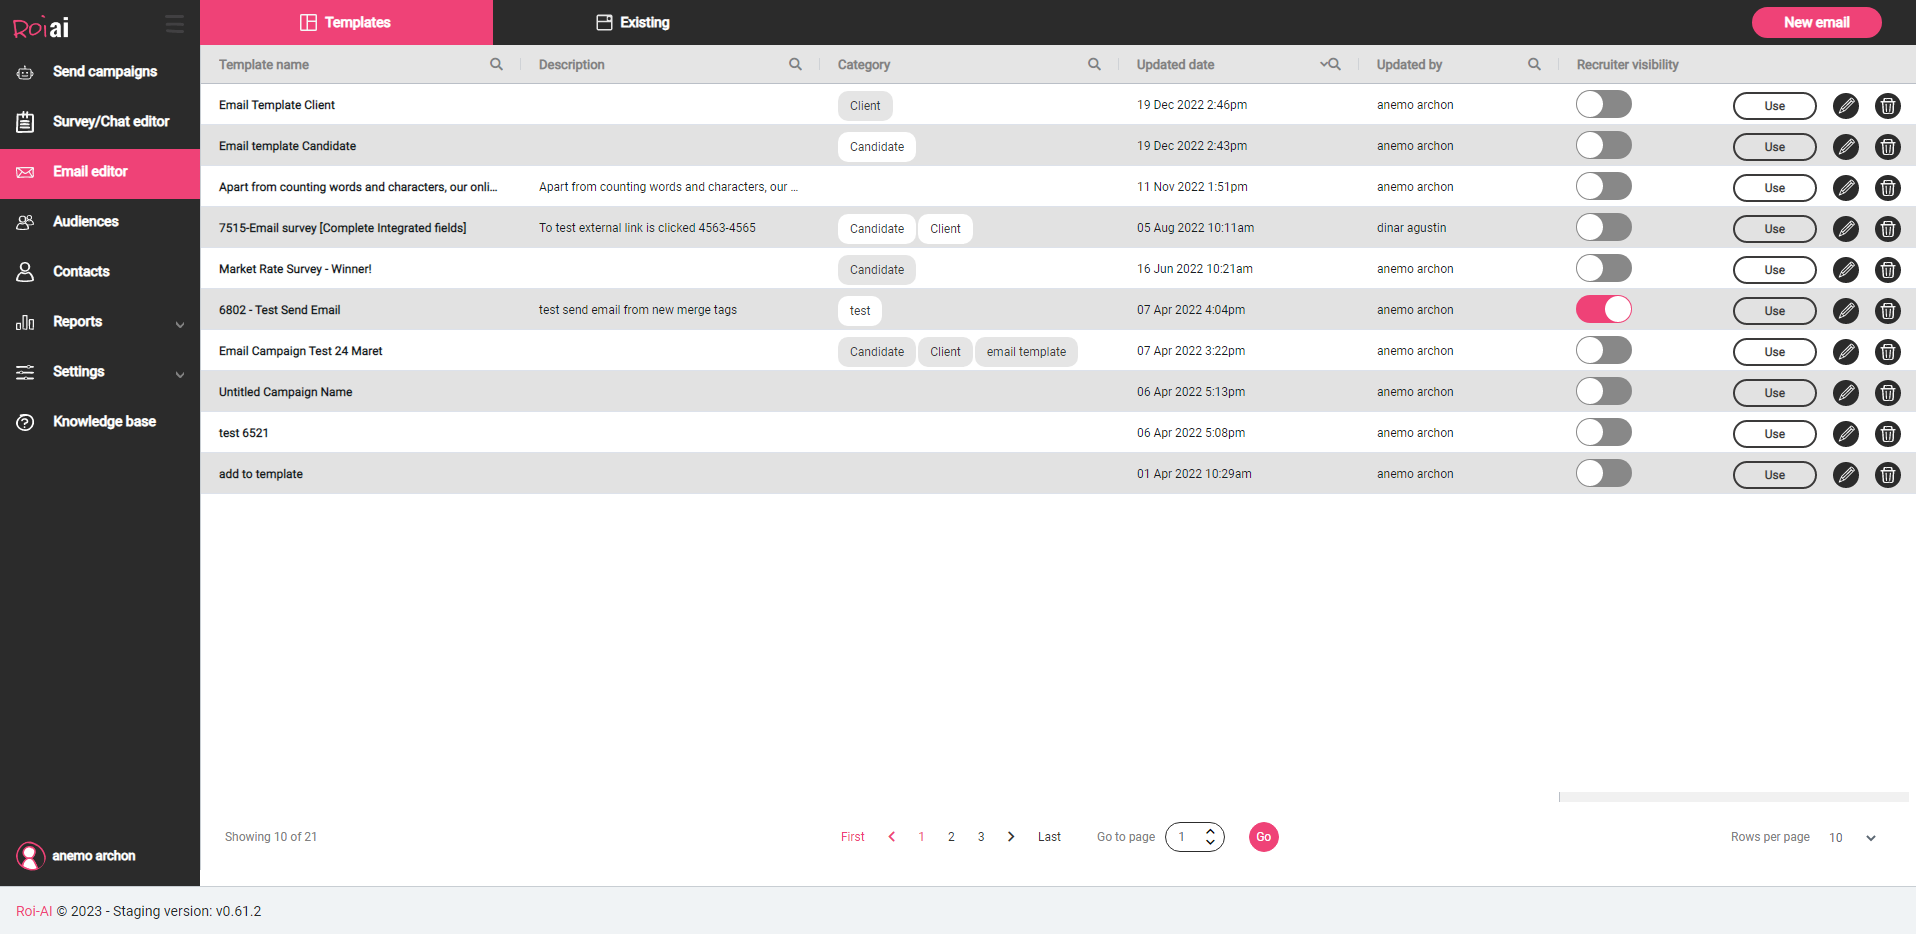 Roiai
Templates
Existing
New email
Send campaigns
Survey/Chat editor
Email editor
Audiences
Contacts
Reports
Settings
Knowledge base
anemo archon
Template name Description Category Updated date Updated by Recruiter visibility
Email Template Client Client 19 Dec 2022 2:46pm anemo archon Use
Email template Candidate Candidate 19 Dec 2022 2:43pm anemo archon Use
Apart from counting words and characters, our onli... Apart from counting words and characters, our ... 11 Nov 2022 1:51pm anemo archon Use
7515-Email survey [Complete Integrated fields] To test external link is clicked 4563-4565 Candidate Client 05 Aug 2022 10:11am dinar agustin Use
Market Rate Survey - Winner! Candidate 16 Jun 2022 10:21am anemo archon Use
6802 - Test Send Email test send email from new merge tags test 07 Apr 2022 4:04pm anemo archon Use
Email Campaign Test 24 Maret Candidate Client email template 07 Apr 2022 3:22pm anemo archon Use
Untitled Campaign Name 06 Apr 2022 5:13pm anemo archon Use
test 6521 06 Apr 2022 5:08pm anemo archon Use
add to template 01 Apr 2022 10:29am anemo archon Use
Showing 10 of 21 First 1 2 3 Last Go to page 1 Go Rows per page 10
Roi-AI © 2023 - Staging version: v0.61.2